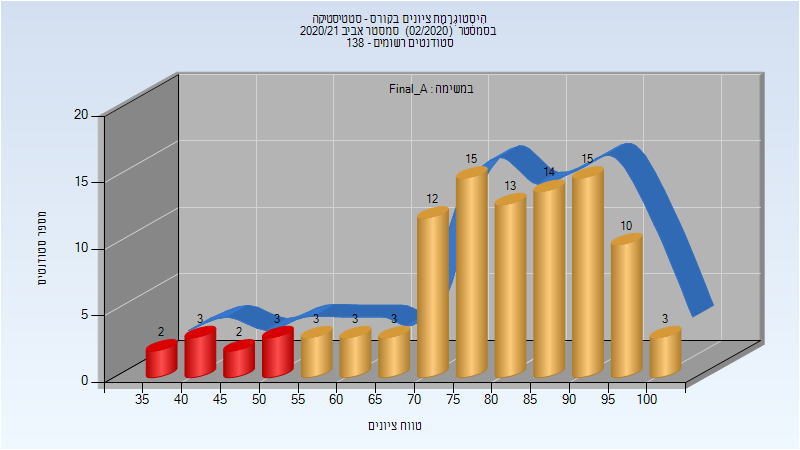 היסטוגרמת ציונים בקורס - סטטיסטיקה
בסמסטר (02/2020) סמסטר אביב 2020/21
סטודנטים רשומים - 138
במשימה : Final_A
מספר סטודנטים
20
15
10
5
0
2
3
2
3
3
3
3
12
15
13
14
15
10
3
35 40 45 50 55 60 65 70 75 80 85 90 95 100
טווח ציונים